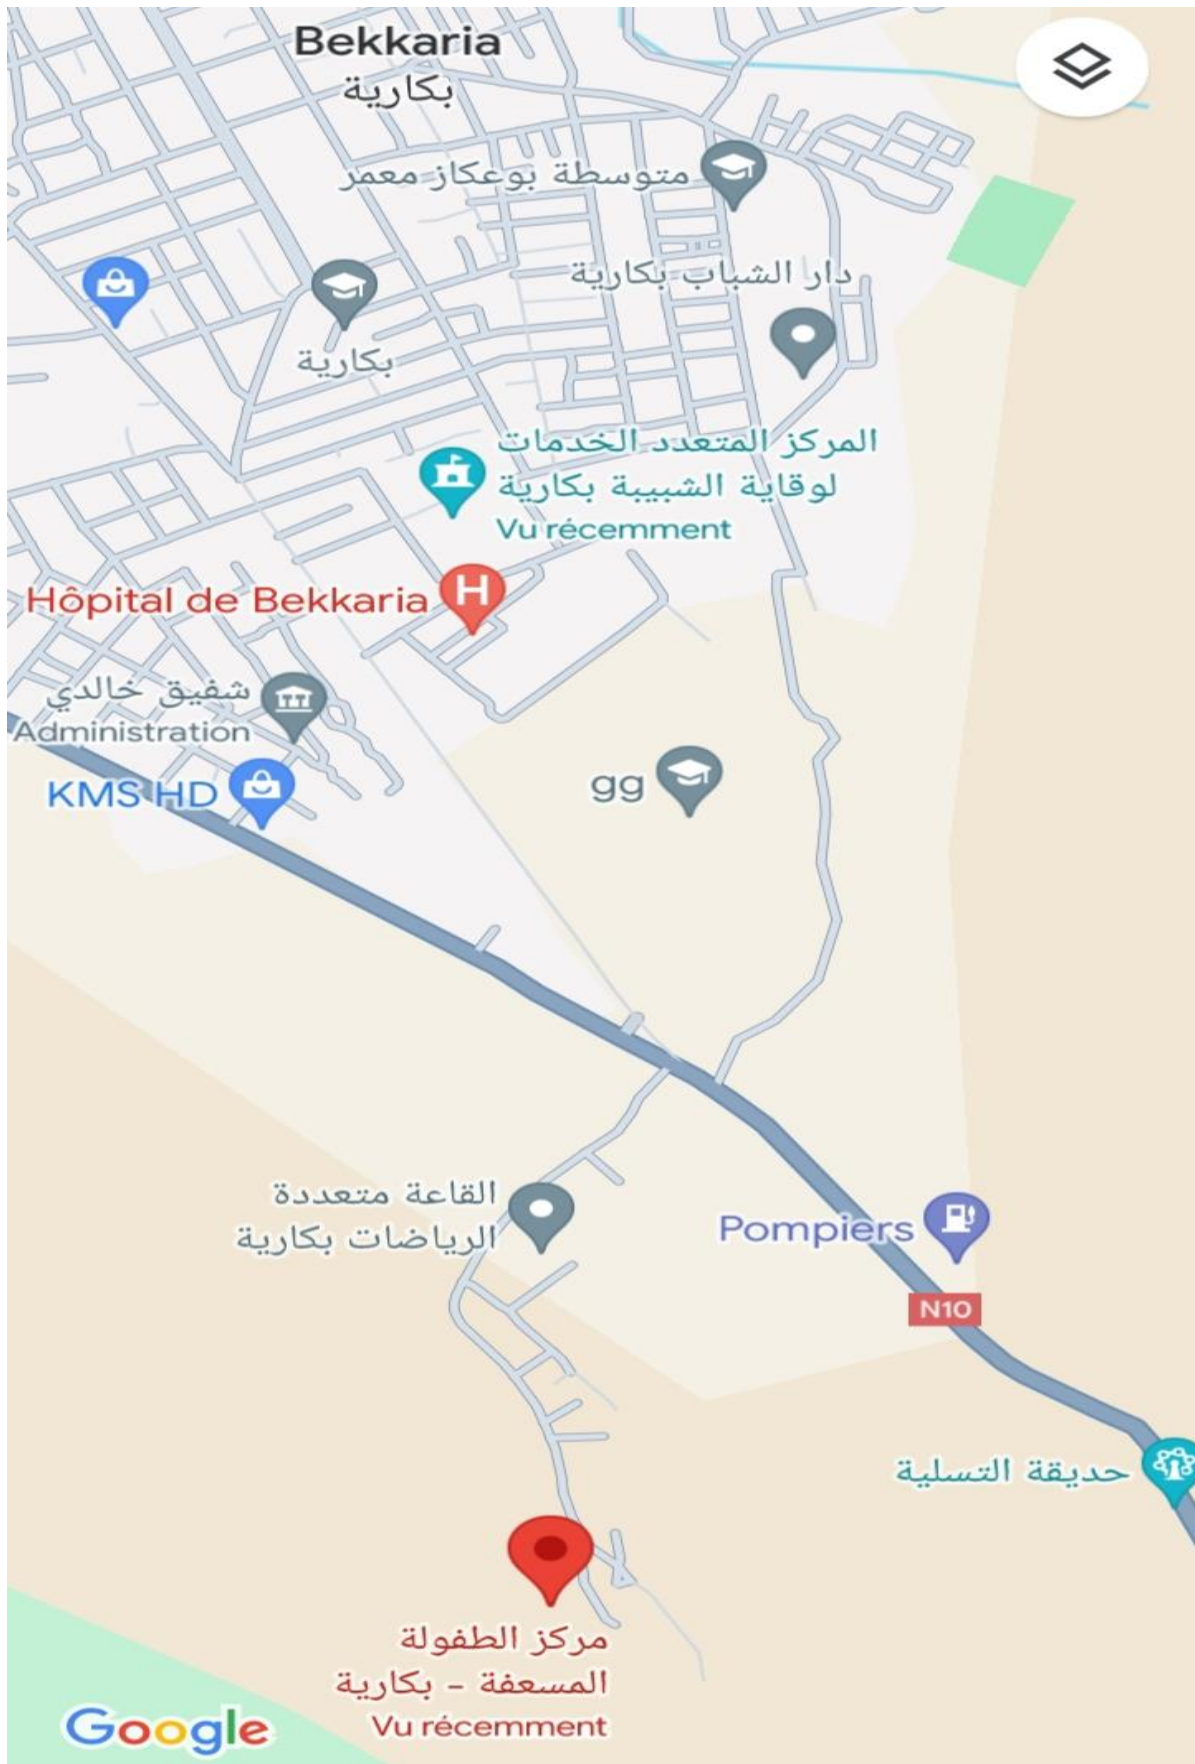 Bekkaria
بكارية
متوسطة بوعكاز معمر
دار الشباب بكارية
بكارية
المركز المتعدد الخدمات
لوقاية الشبيبة بكارية
Vu récemment
Hôpital de Bekkaria
H
شفيق خالدي
Administration
KMS HD
gg
القاعة متعددة
الرياضات بكارية
Pompiers
N10
حديقة التسلية
مركز الطفولة
المسعفة - بكارية
Vu récemment
Google